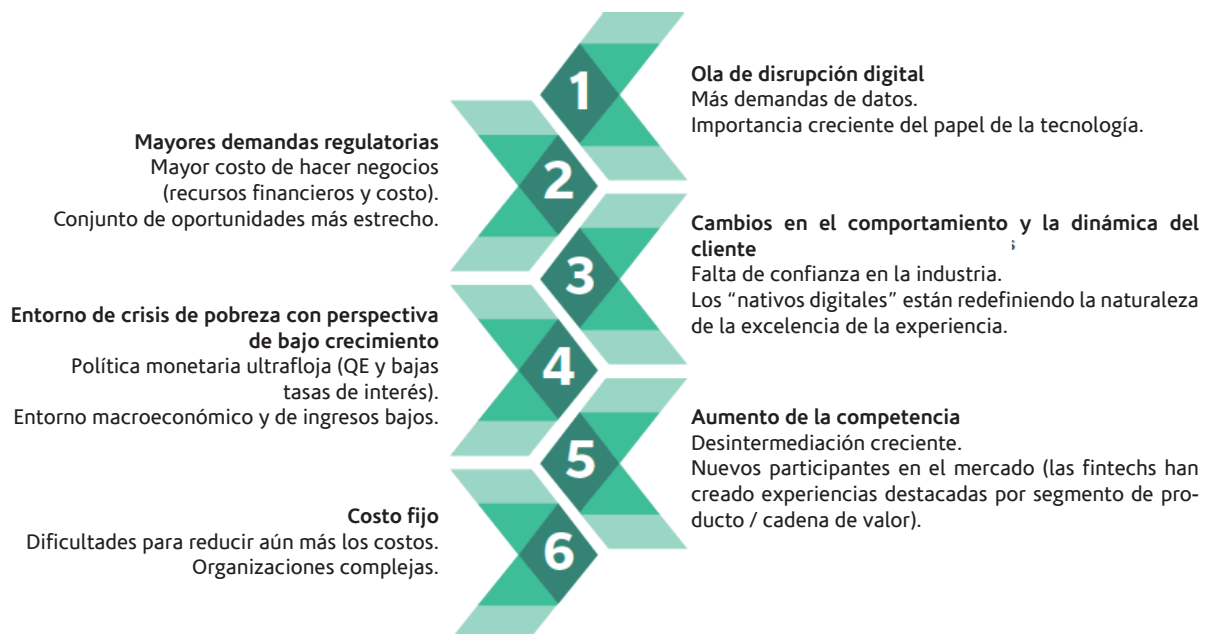 1
Ola de disrupción digital
Más demandas de datos.
Importancia creciente del papel de la tecnología.
Mayores demandas regulatorias
Mayor costo de hacer negocios
(recursos financieros y costo).
Conjunto de oportunidades más estrecho.
2
3
Cambios en el comportamiento y la dinámica del
cliente
Falta de confianza en la industria.
Los “nativos digitales” están redefiniendo la naturaleza
de la excelencia de la experiencia.
Entorno de crisis de pobreza con perspectiva
de bajo crecimiento
Política monetaria ultrafloja (QE y bajas
tasas de interés).
Entorno macroeconómico y de ingresos bajos.
4
5
Aumento de la competencia
Desintermediación creciente.
Nuevos participantes en el mercado (las fintechs han
creado experiencias destacadas por segmento de pro-
ducto / cadena de valor).
Costo fijo
Dificultades para reducir aún más los costos.
Organizaciones complejas.
6